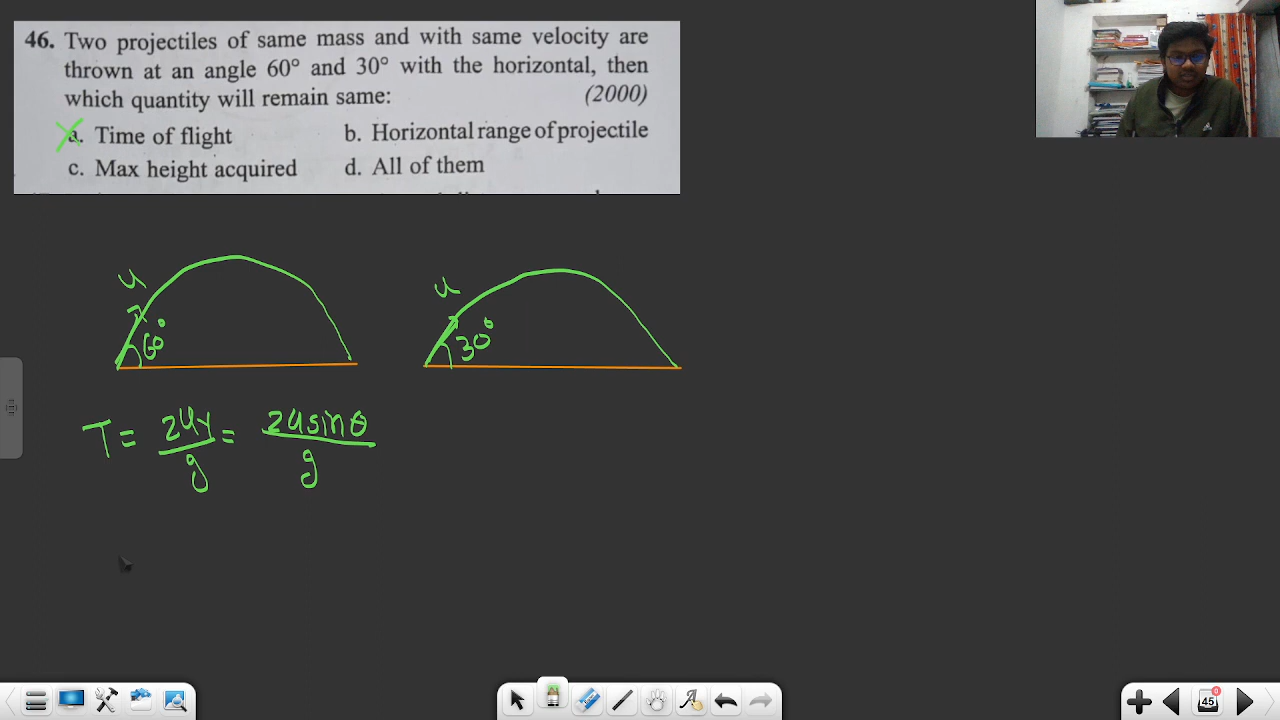 46. Two projectiles of same mass and with same velocity are
thrown at an angle 60° and 30° with the horizontal, then
which quantity will remain same: (2000)
a. Time of flight b. Horizontal range of projectile
c. Max height acquired d. All of them
u
60°
u
30°
T = 2uy/g = 2u sinθ/g
45